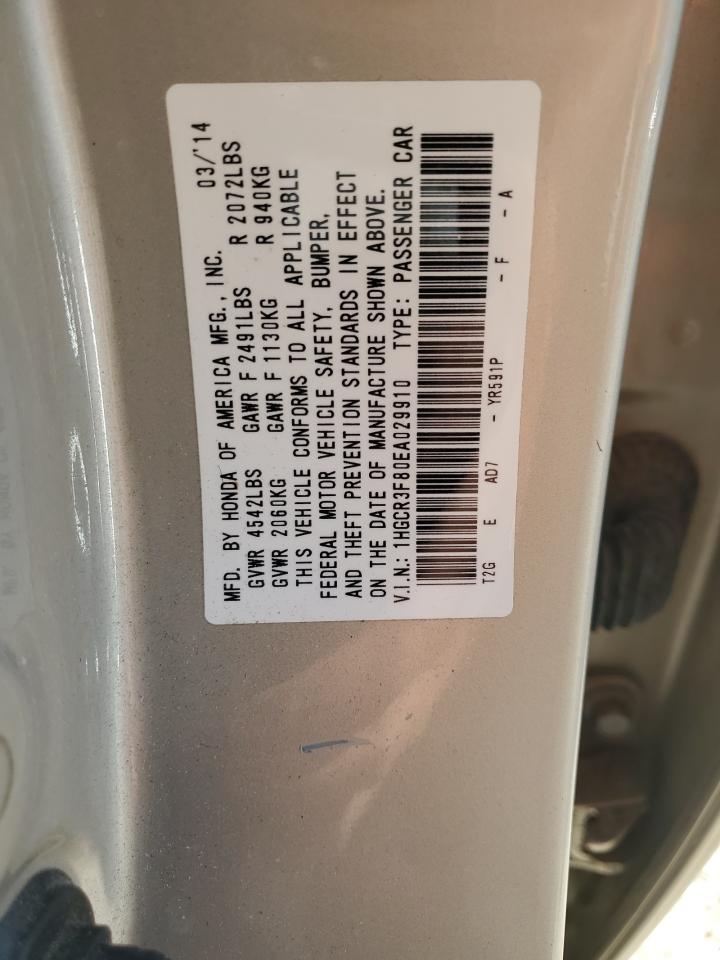 MFD. BY HONDA OF AMERICA MFG., INC. 03/'14
GVWR 4542LBS GAWR F 2491LBS R 2072LBS
GVWR 2060KG GAWR F 1130KG R 940KG
THIS VEHICLE CONFORMS TO ALL APPLICABLE
FEDERAL MOTOR VEHICLE SAFETY, BUMPER,
AND THEFT PREVENTION STANDARDS IN EFFECT
ON THE DATE OF MANUFACTURE SHOWN ABOVE.
V.I.N.: 1HGCR3F80EA029910 TYPE: PASSENGER CAR
T2G E AD7 - YR591P - F - A